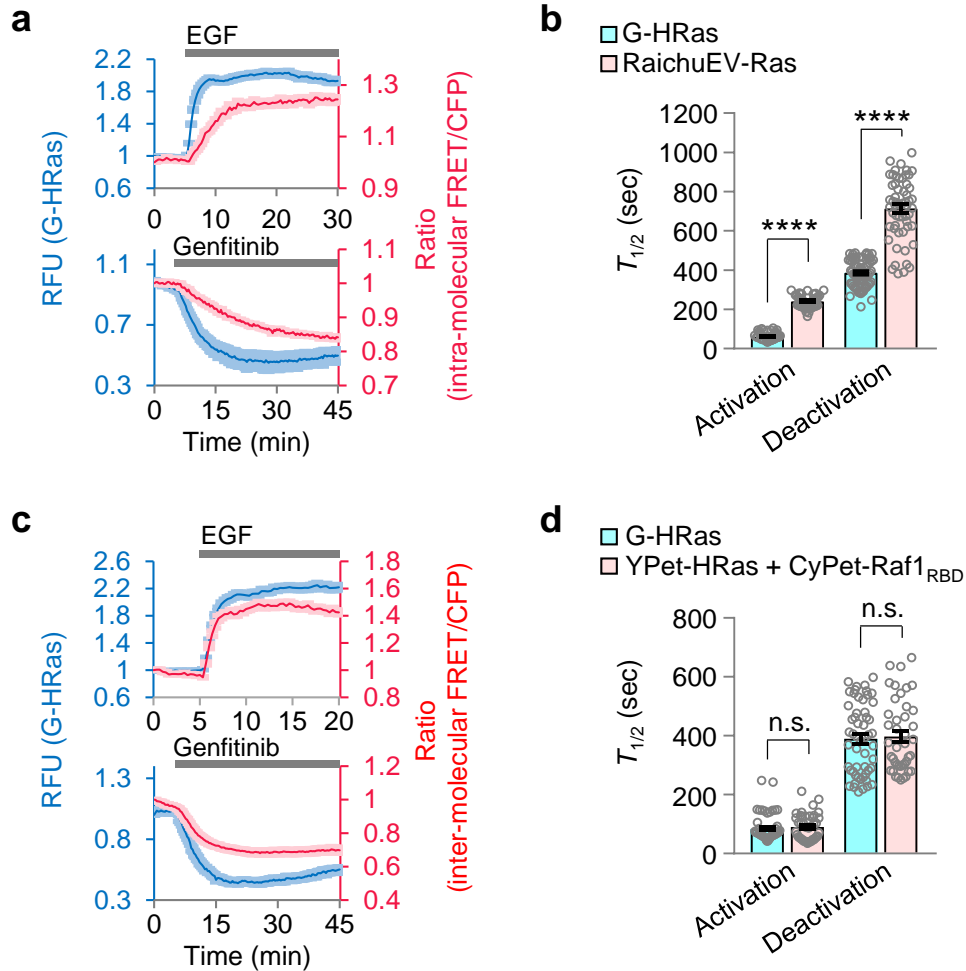 a
EGF
RFU (G-HRas)
2.2
1.8
1.4
1
0.6
1.3
1.1
0.9
0 10 20 30
Genfitinib
1.1
0.7
0.3
1.1
1
0.9
0.8
0.7
0 15 30 45
Time (min)
Ratio
(intra-molecular FRET/CFP)
b
G-HRas
RaichuEV-Ras
T1/2 (sec)
1200
1000
800
600
400
200
0
****
****
Activation
Deactivation
c
EGF
RFU (G-HRas)
2.6
2.2
1.8
1.4
1
0.6
1.8
1.6
1.4
1.2
1
0.8
0 5 10 15 20
Genfitinib
1.3
0.8
0.3
1.2
1
0.8
0.6
0.4
0 15 30 45
Time (min)
Ratio
(inter-molecular FRET/CFP)
d
G-HRas
YPet-HRas + CyPet-Raf1RBD
T1/2 (sec)
800
600
400
200
0
n.s.
n.s.
Activation
Deactivation